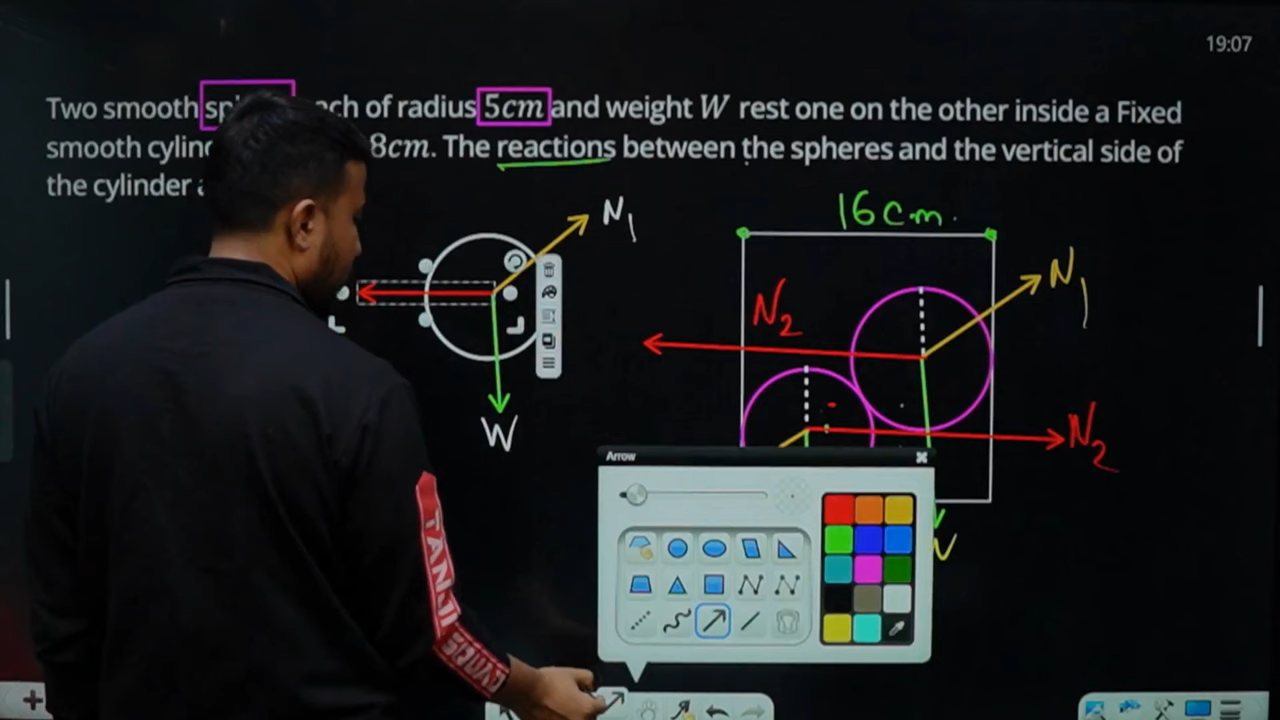 19:07
Two smooth ach of radius 5cm and weight W rest one on the other inside a Fixed
smooth cylin 8cm. The reactions between the spheres and the vertical side of
the cylinder
16cm.
N1
N1
N2
N2
W
W
Arrow
TANJI
SQUAD